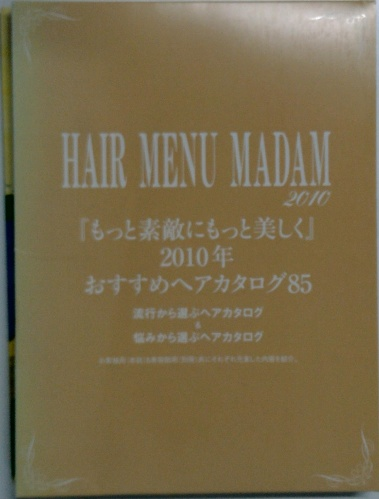 HAIR MENU MADAM
2010
『もっと素敵にもっと美しく』
2010年
おすすめヘアカタログ85
流行から選ぶヘアカタログ
&
悩みから選ぶヘアカタログ